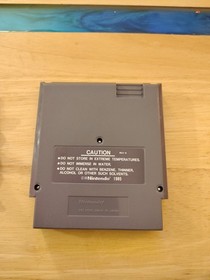 CAUTION
●DO NOT STORE IN EXTREME TEMPERATURES.
●DO NOT IMMERSE IN WATER.
●DO NOT CLEAN WITH BENZENE, THINNER,
ALCOHOL OR OTHER SUCH SOLVENTS.
Nintendo